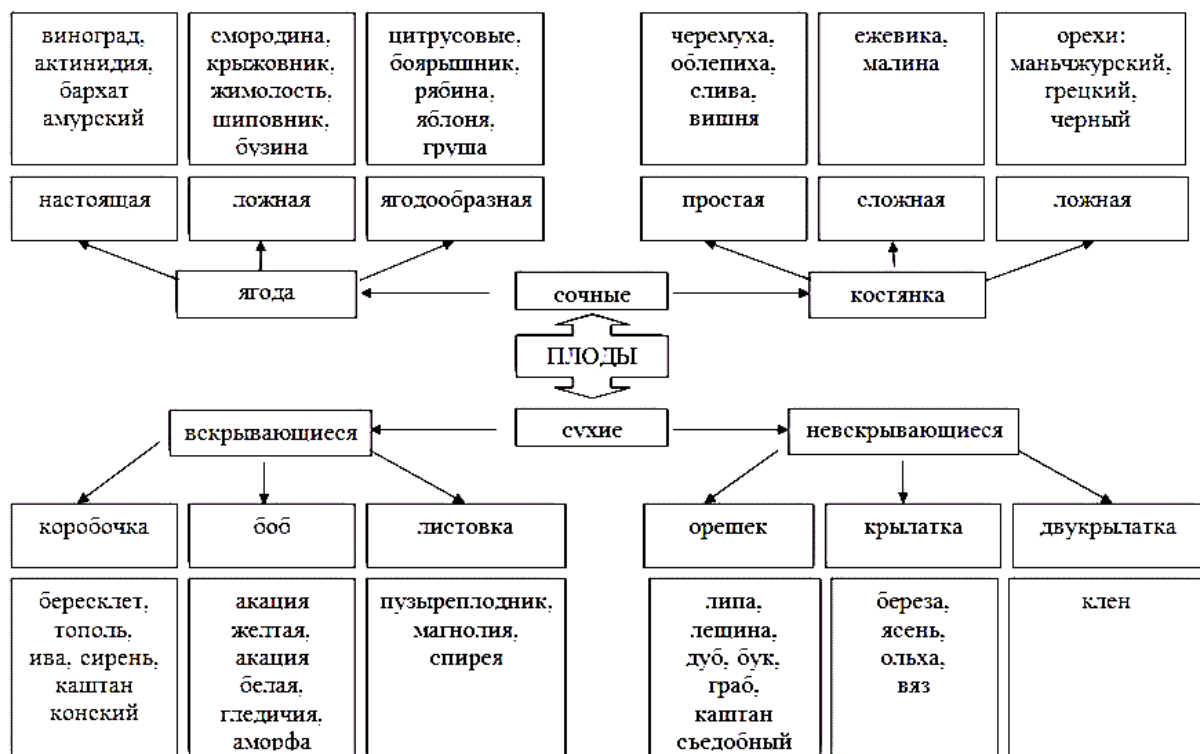 виноград,
актинидия,
бархат
амурский
смородина,
крыжовник,
жимолость,
шиповник,
бузина
цитрусовые,
боярышник,
рябина,
яблоня,
груша
черемуха,
облепиха,
слива,
вишня
ежевика,
малина
орехи:
маньчжурский,
грецкий,
черный
настоящая
ложная
ягодообразная
простая
сложная
ложная
ягода
сочные
костянка
ПЛОДЫ
вскрывающиеся
сухие
невскрывающиеся
коробочка
боб
листовка
орешек
крылатка
двукрылатка
бересклет,
тополь,
ива, сирень,
каштан
конский
акация
желтая,
акация
белая,
гледичия,
аморфа
пузыреплодник,
магнолия,
спирея
липа,
лещина,
дуб, бук,
граб,
каштан
съедобный
береза,
ясень,
ольха,
вяз
клен